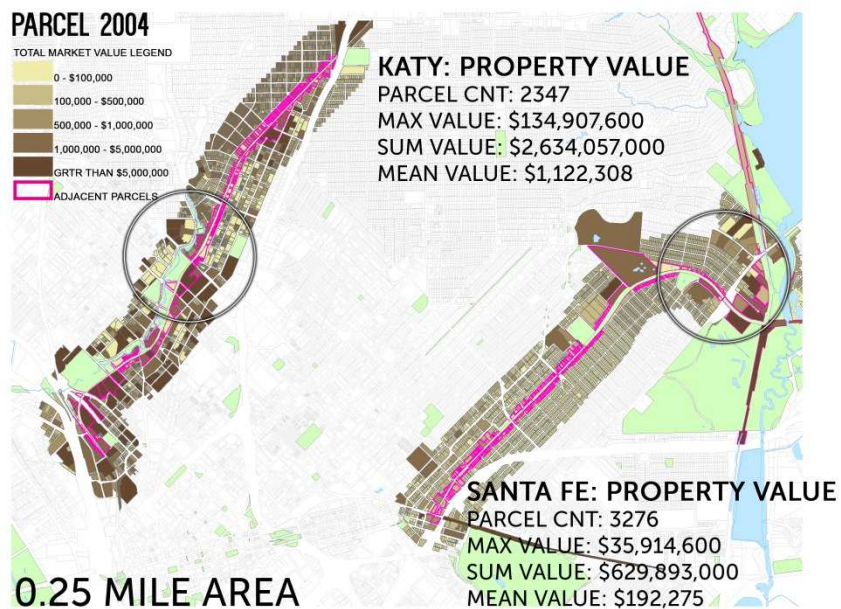 PARCEL 2004
TOTAL MARKET VALUE LEGEND
0 - $100,000
100,000 - $500,000
500,000 - $1,000,000
1,000,000 - $5,000,000
GRTR THAN $5,000,000
ADJACENT PARCELS
KATY: PROPERTY VALUE
PARCEL CNT: 2347
MAX VALUE: $134,907,600
SUM VALUE: $2,634,057,000
MEAN VALUE: $1,122,308
SANTA FE: PROPERTY VALUE
PARCEL CNT: 3276
MAX VALUE: $35,914,600
SUM VALUE: $629,893,000
MEAN VALUE: $192,275
0.25 MILE AREA